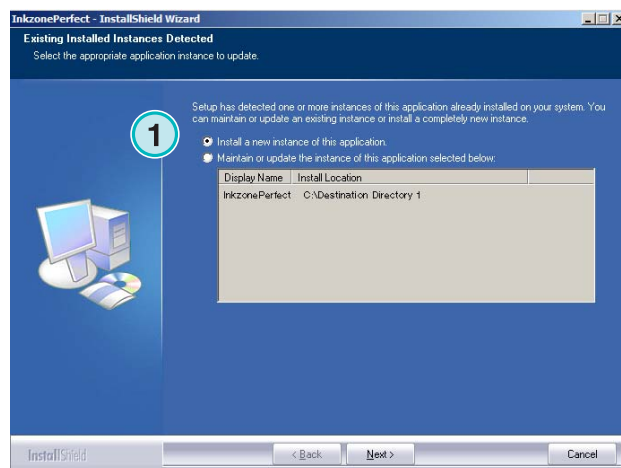 InkzonePerfect - InstallShield Wizard
Existing Installed Instances Detected
Select the appropriate application instance to update.
Setup has detected one or more instances of this application already installed on your system. You
can maintain or update an existing instance or install a completely new instance.
1
Install a new instance of this application.
Maintain or update the instance of this application selected below:
Display Name Install Location
InkzonePerfect C:\Destination Directory 1
InstallShield
< Back Next > Cancel